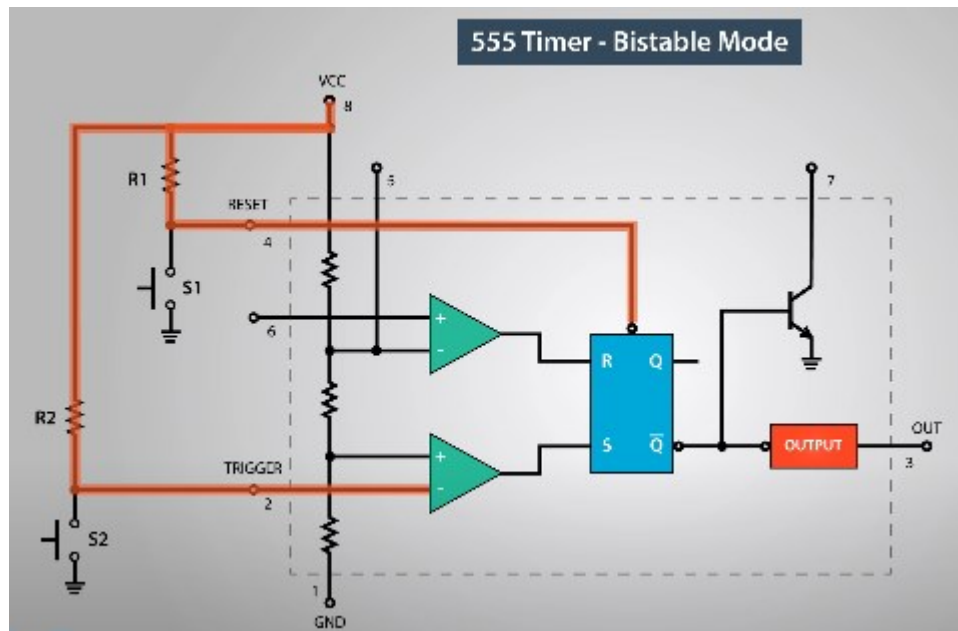 555 Timer - Bistable Mode
VCC
8
5
7
R1
RESET
4
S1
6
+
-
R
Q
R2
TRIGGER
2
+
-
S
Q̅
OUTPUT
OUT
3
S2
1
GND